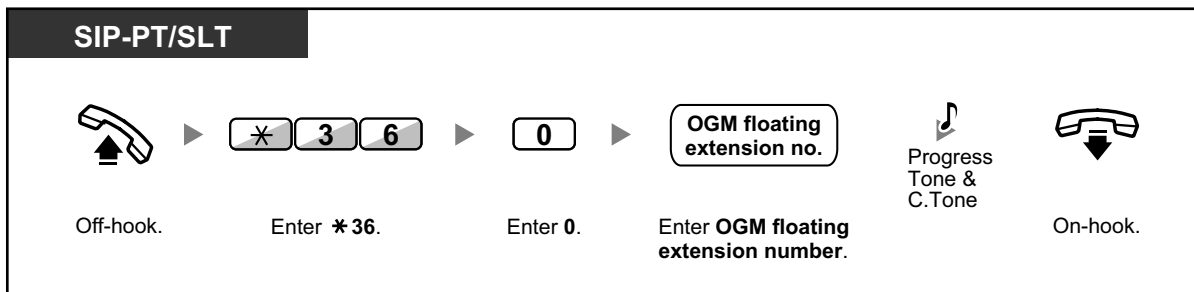 SIP-PT/SLT
* 3 6
0
OGM floating
extension no.
Progress
Tone &
C.Tone
Off-hook.
Enter * 36.
Enter 0.
Enter OGM floating
extension number.
On-hook.